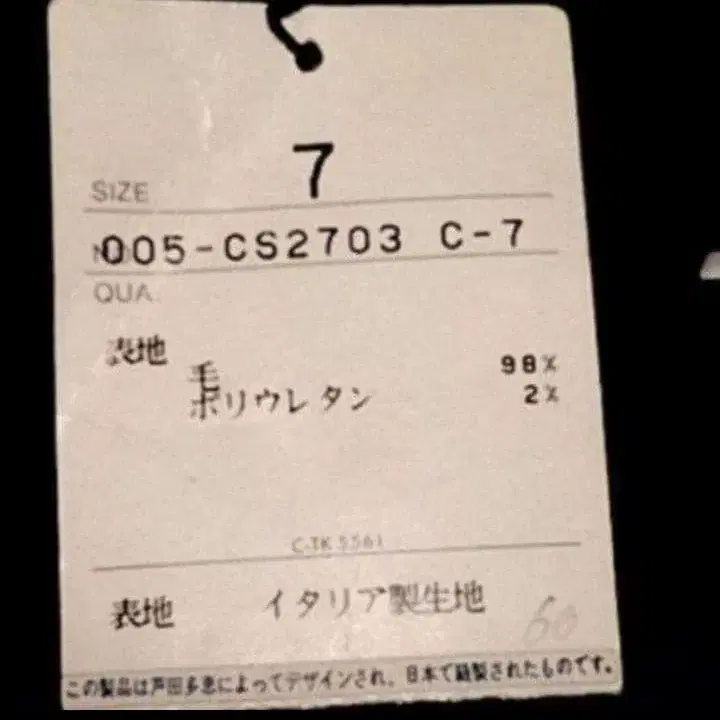 7
SIZE
005-CS2703 C-7
QUA
表地
毛 98%
ポリウレタン 2%
C-TK 5561
表地 イタリア製生地
60
この製品は芦田多恵によってデザインされ、日本で縫製されたものです。